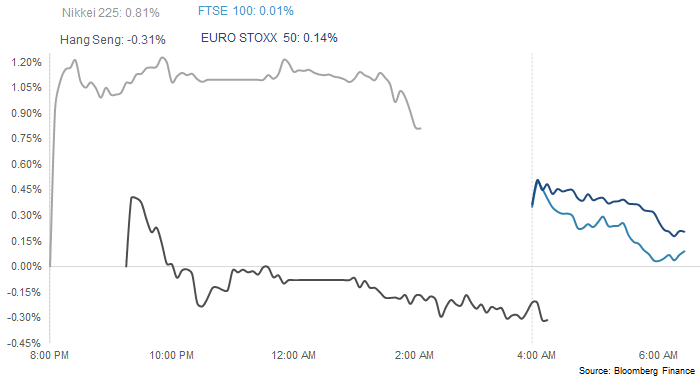 Nikkei 225: 0.81%
FTSE 100: 0.01%
Hang Seng: -0.31%
EURO STOXX 50: 0.14%
1.20%
1.05%
0.90%
0.75%
0.60%
0.45%
0.30%
0.15%
0.00%
-0.15%
-0.30%
-0.45%
8:00 PM
10:00 PM
12:00 AM
2:00 AM
4:00 AM
6:00 AM
Source: Bloomberg Finance